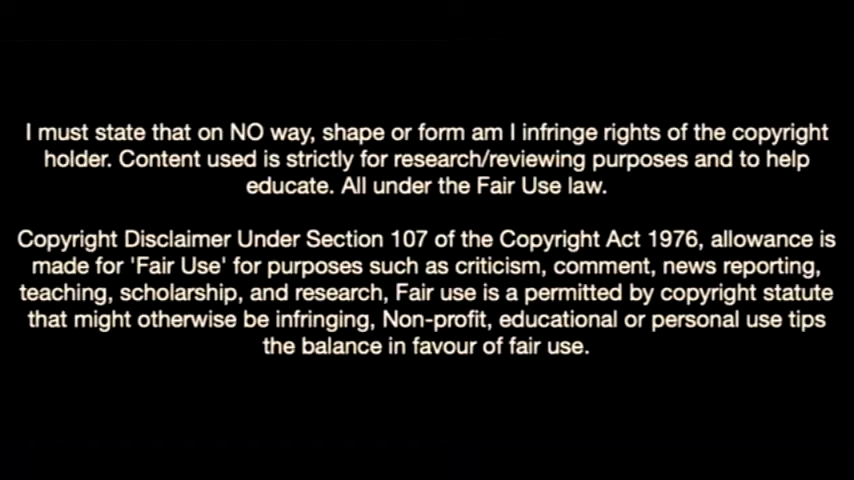 I must state that on NO way, shape or form am I infringe rights of the copyright
holder. Content used is strictly for research/reviewing purposes and to help
educate. All under the Fair Use law.
Copyright Disclaimer Under Section 107 of the Copyright Act 1976, allowance is
made for 'Fair Use' for purposes such as criticism, comment, news reporting,
teaching, scholarship, and research, Fair use is a permitted by copyright statute
that might otherwise be infringing, Non-profit, educational or personal use tips
the balance in favour of fair use.